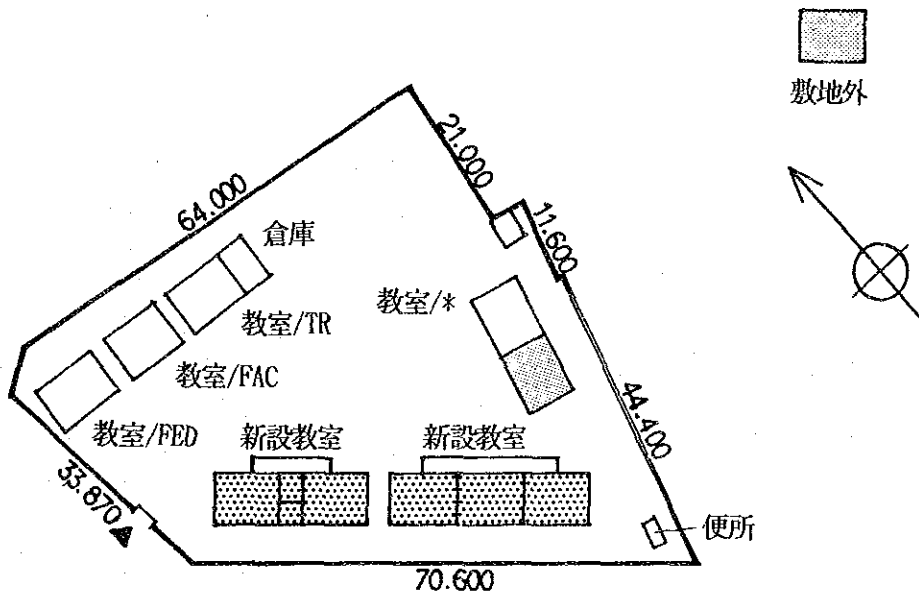 敷地外
21.000
64.000
11.600
倉庫
教室/*
教室/TR
教室/FAC
44.400
教室/FED
新設教室
新設教室
33.870
便所
70.600